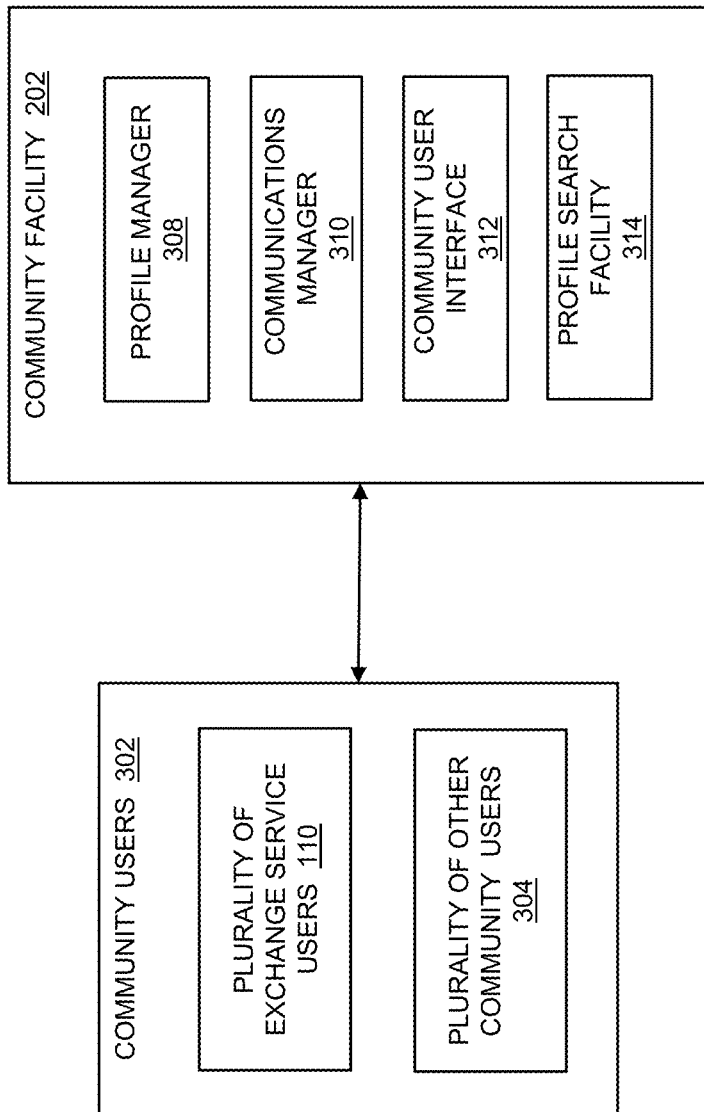 COMMUNITY USERS 302
PLURALITY OF
EXCHANGE SERVICE
USERS 110
PLURALITY OF OTHER
COMMUNITY USERS
304
COMMUNITY FACILITY 202
PROFILE MANAGER
308
COMMUNICATIONS
MANAGER
310
COMMUNITY USER
INTERFACE
312
PROFILE SEARCH
FACILITY
314